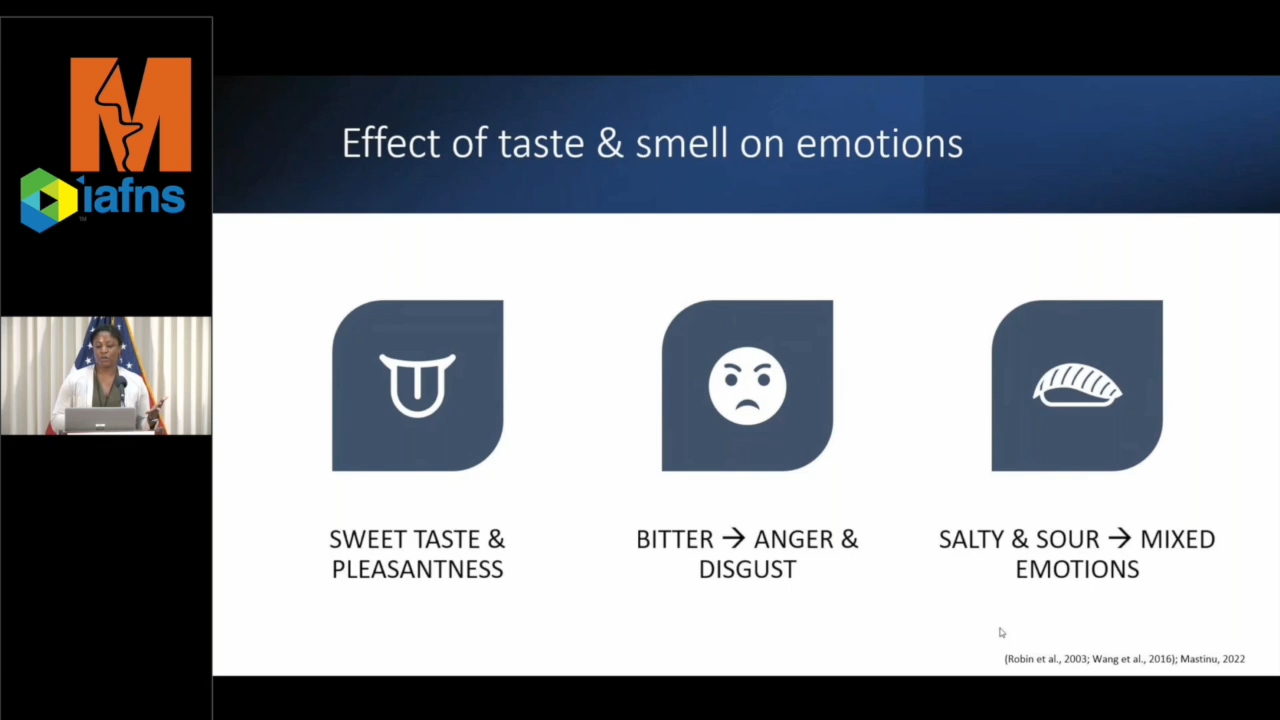 M
iafns
TM
Effect of taste & smell on emotions
SWEET TASTE &
PLEASANTNESS
BITTER → ANGER &
DISGUST
SALTY & SOUR → MIXED
EMOTIONS
(Robin et al., 2003; Wang et al., 2016); Mastinu, 2022